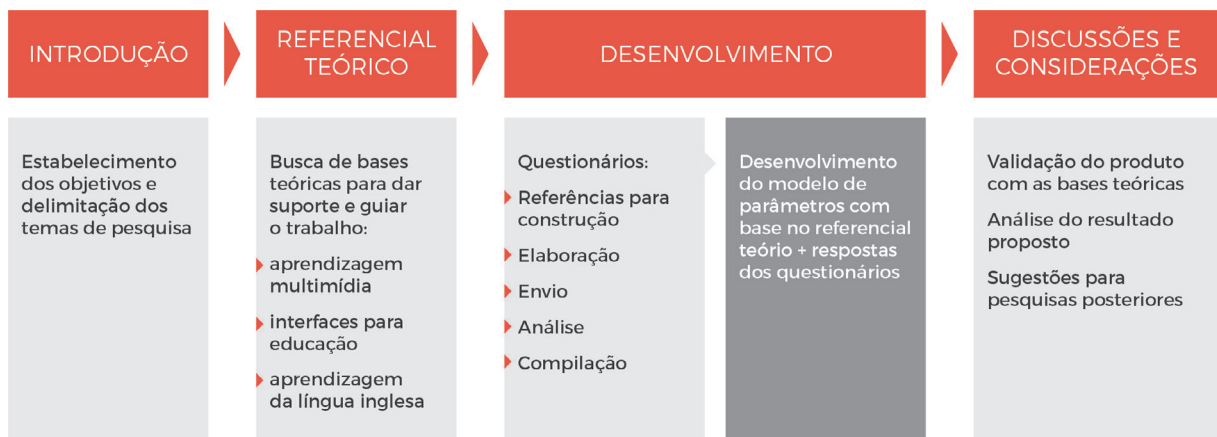 INTRODUÇÃO
Estabelecimento
dos objetivos e
delimitação dos
temas de pesquisa
REFERENCIAL
TEÓRICO
Busca de bases
teóricas para dar
suporte e guiar
o trabalho:
aprendizagem
multimídia
interfaces para
educação
aprendizagem
da língua inglesa
DESENVOLVIMENTO
Questionários:
Referências para
construção
Elaboração
Envio
Análise
Compilação
Desenvolvimento
do modelo de
parâmetros com
base no referencial
teório + respostas
dos questionários
DISCUSSÕES E
CONSIDERAÇÕES
Validação do produto
com as bases teóricas
Análise do resultado
proposto
Sugestões para
pesquisas posteriores